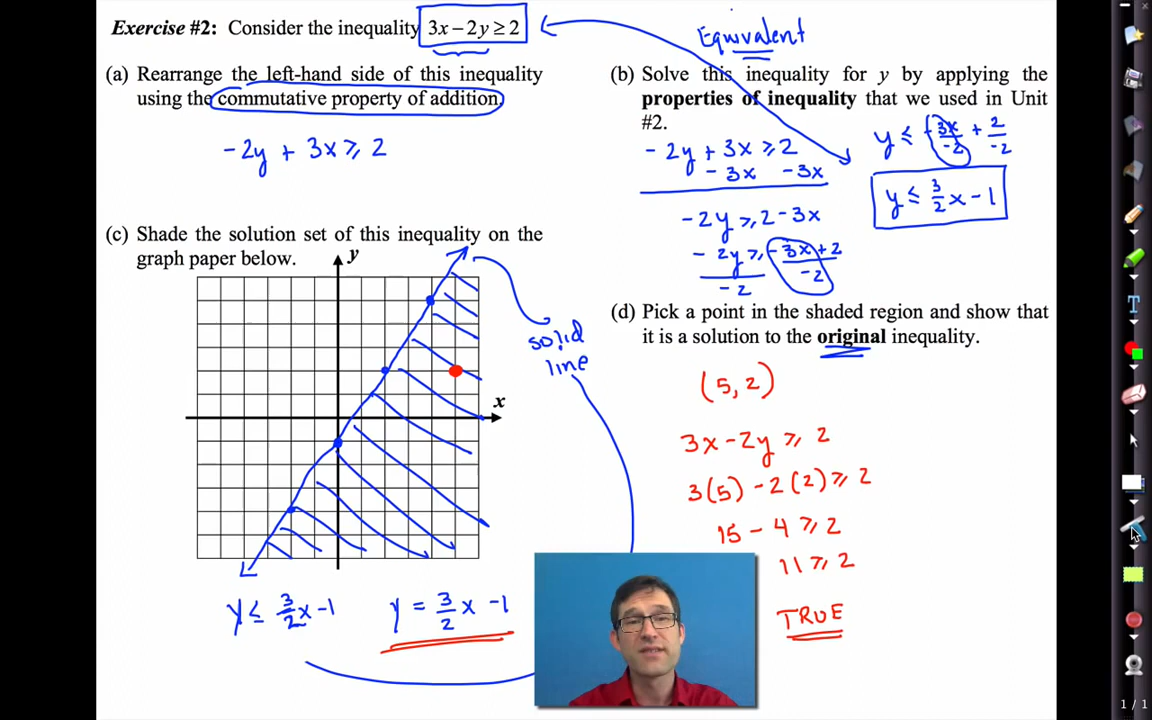 Exercise #2: Consider the inequality 3x − 2y ≥ 2
Equivalent
(a) Rearrange the left-hand side of this inequality
using the commutative property of addition.
-2y + 3x ≥ 2
(b) Solve this inequality for y by applying the
properties of inequality that we used in Unit
#2.
-2y + 3x ≥ 2
-3x -3x
-2y ≥ 2 - 3x
-2y ≥ -3x + 2
-2 -2
y ≤ -3x/-2 + 2/-2
y ≤ 3/2 x - 1
(c) Shade the solution set of this inequality on the
graph paper below.
y
x
solid
line
y ≤ 3/2 x - 1
y = 3/2 x - 1
(d) Pick a point in the shaded region and show that
it is a solution to the original inequality.
(5, 2)
3x - 2y ≥ 2
3(5) - 2(2) ≥ 2
15 - 4 ≥ 2
11 ≥ 2
TRUE
T
1 / 1